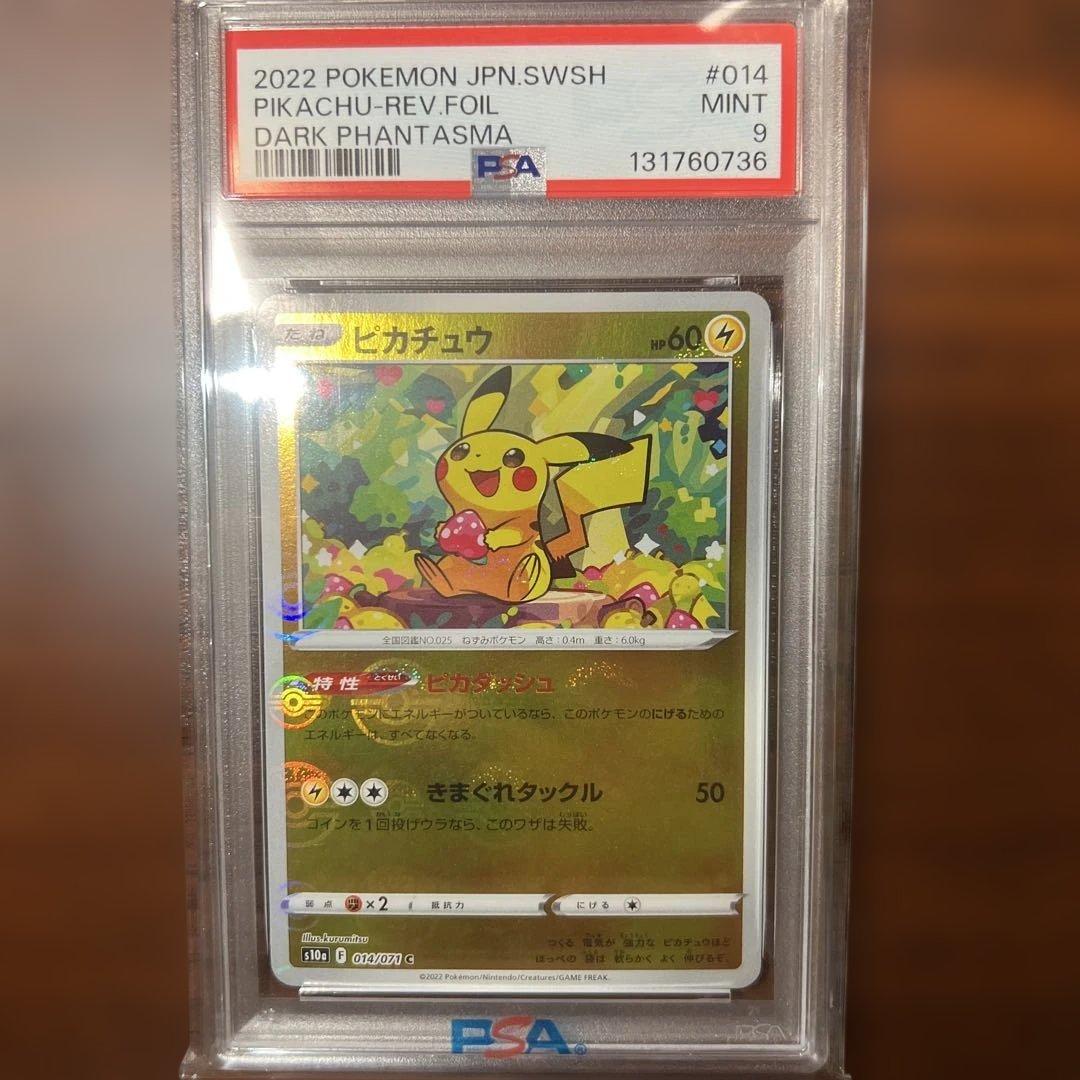 2022 POKEMON JPN.SWSH #014
PIKACHU-REV.FOIL MINT
DARK PHANTASMA 9
PSA 131760736
たね ピカチュウ HP60
全国図鑑NO.025 ねずみポケモン 高さ:0.4m 重さ:6.0kg
特性 とくせい ピカダッシュ
このポケモンにエネルギーがついているなら、このポケモンのにげるための
エネルギーは、すべてなくなる。
きまぐれタックル 50
コインを1回投げウラなら、このワザは失敗。
弱点 ×2 抵抗力 にげる
Illus.kurumitsu
つくる 電気が 強力な ピカチュウほど
ほっぺの 袋は 軟らかく よく 伸びるぞ。
s10a F 014/071 C
©2022 Pokémon/Nintendo/Creatures/GAME FREAK.
PSA
PSA